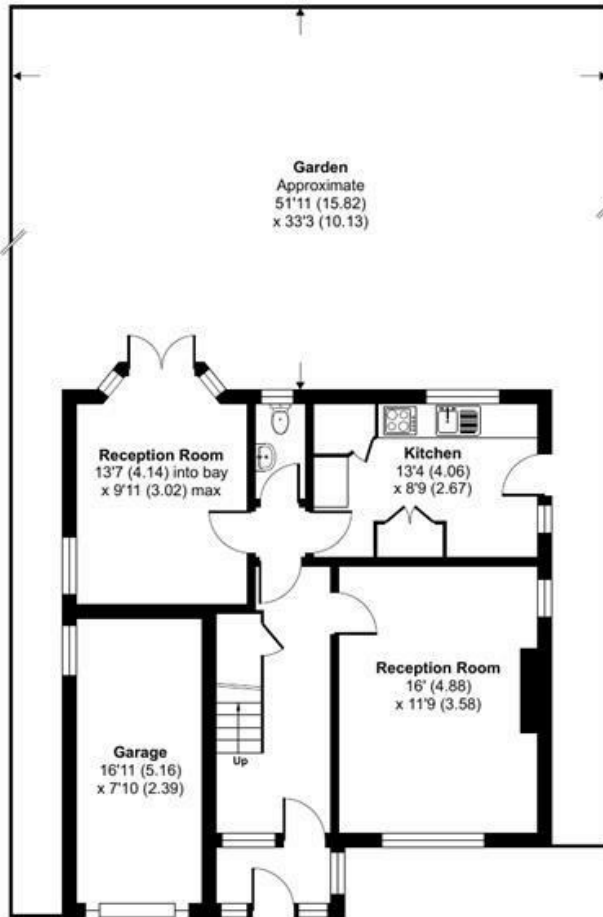 Garden
Approximate
51'11 (15.82)
x 33'3 (10.13)
Reception Room
13'7 (4.14) into bay
x 9'11 (3.02) max
Kitchen
13'4 (4.06)
x 8'9 (2.67)
Reception Room
16' (4.88)
x 11'9 (3.58)
Garage
16'11 (5.16)
x 7'10 (2.39)
Up